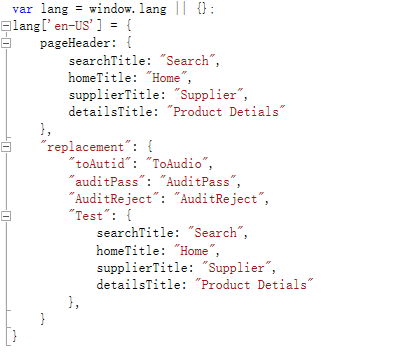 var lang = window.lang || {};
lang['en-US'] = {
pageHeader: {
searchTitle: "Search",
homeTitle: "Home",
supplierTitle: "Supplier",
detailsTitle: "Product Detials"
},
"replacement": {
"toAutid": "ToAudio",
"auditPass": "AuditPass",
"AuditReject": "AuditReject",
"Test": {
searchTitle: "Search",
homeTitle: "Home",
supplierTitle: "Supplier",
detailsTitle: "Product Detials"
},
}
}